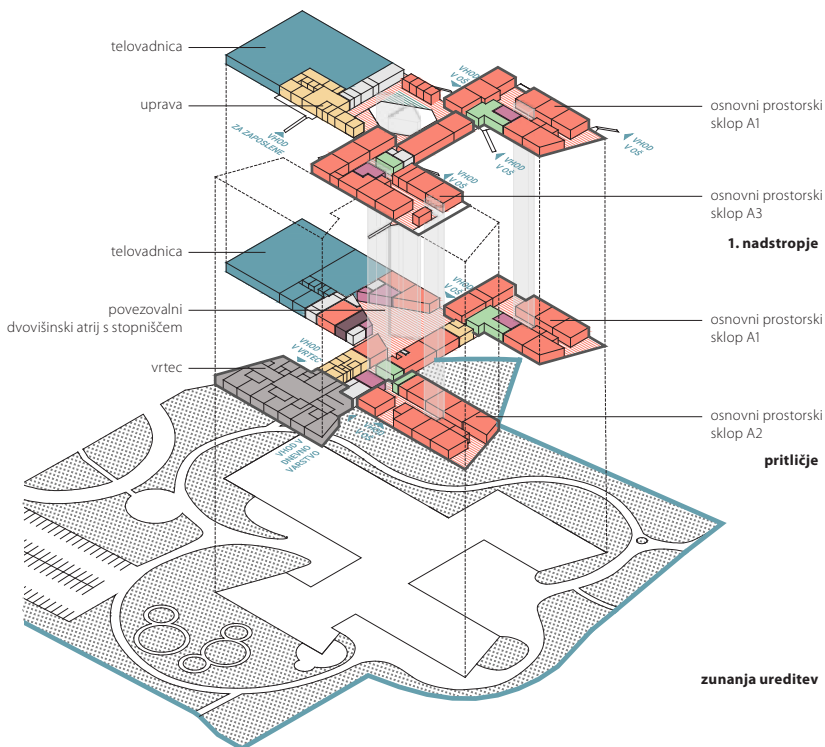 telovadnica
uprava
VHOD
ZA ZAPOSLENE
VHOD
V OŠ
VHOD
V OŠ
VHOD
V OŠ
VHOD
V OŠ
osnovni prostorski
sklop A1
osnovni prostorski
sklop A3
1. nadstropje
telovadnica
povezovalni
dvovišinski atrij s stopniščem
vrtec
VHOD
V VRTEC
VHOD
V OŠ
VHOD V
DNEVNO
VARSTVO
osnovni prostorski
sklop A1
osnovni prostorski
sklop A2
pritličje
zunanja ureditev